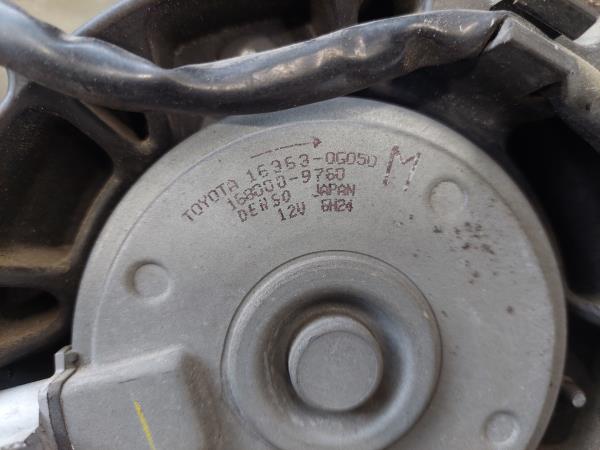 TOYOTA 16363-0G050 M
168000-9760
DENSO JAPAN
12V 6H24